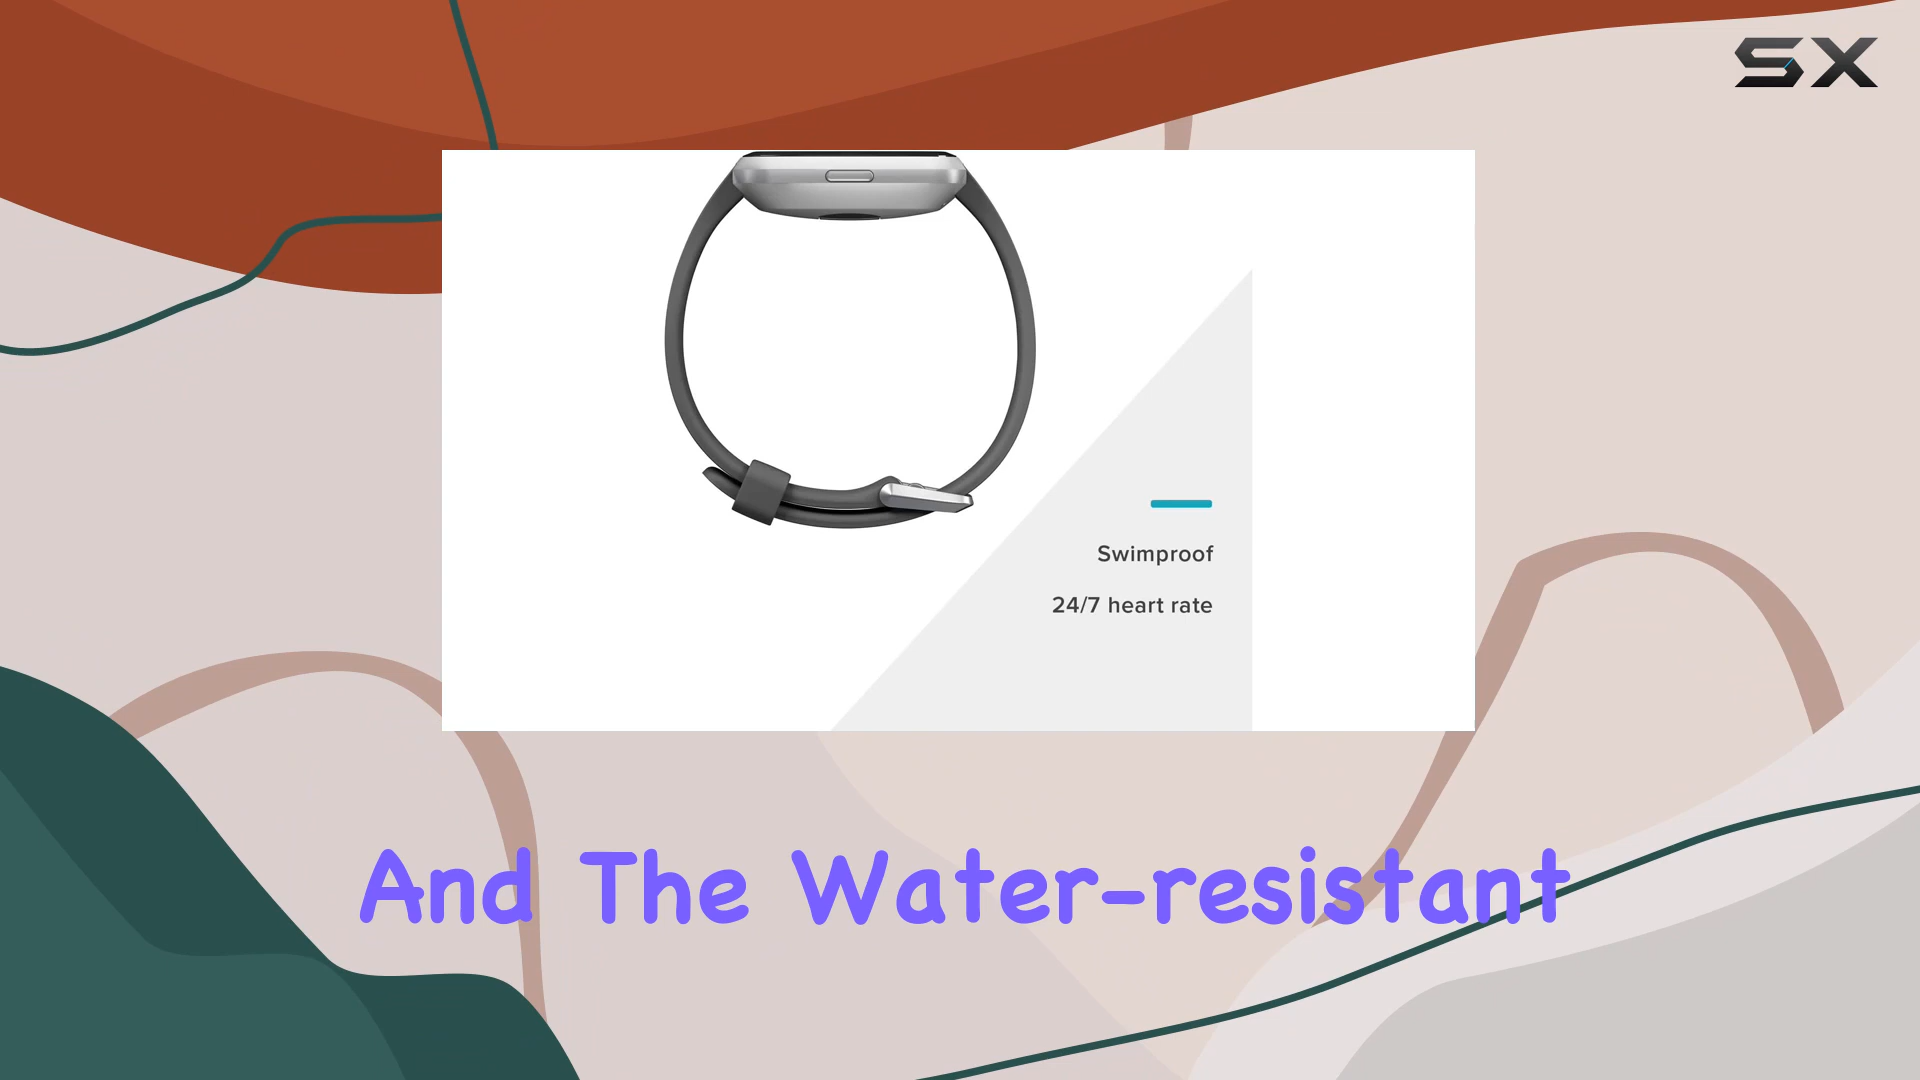 SX
Swimproof
24/7 heart rate
And The Water-resistant